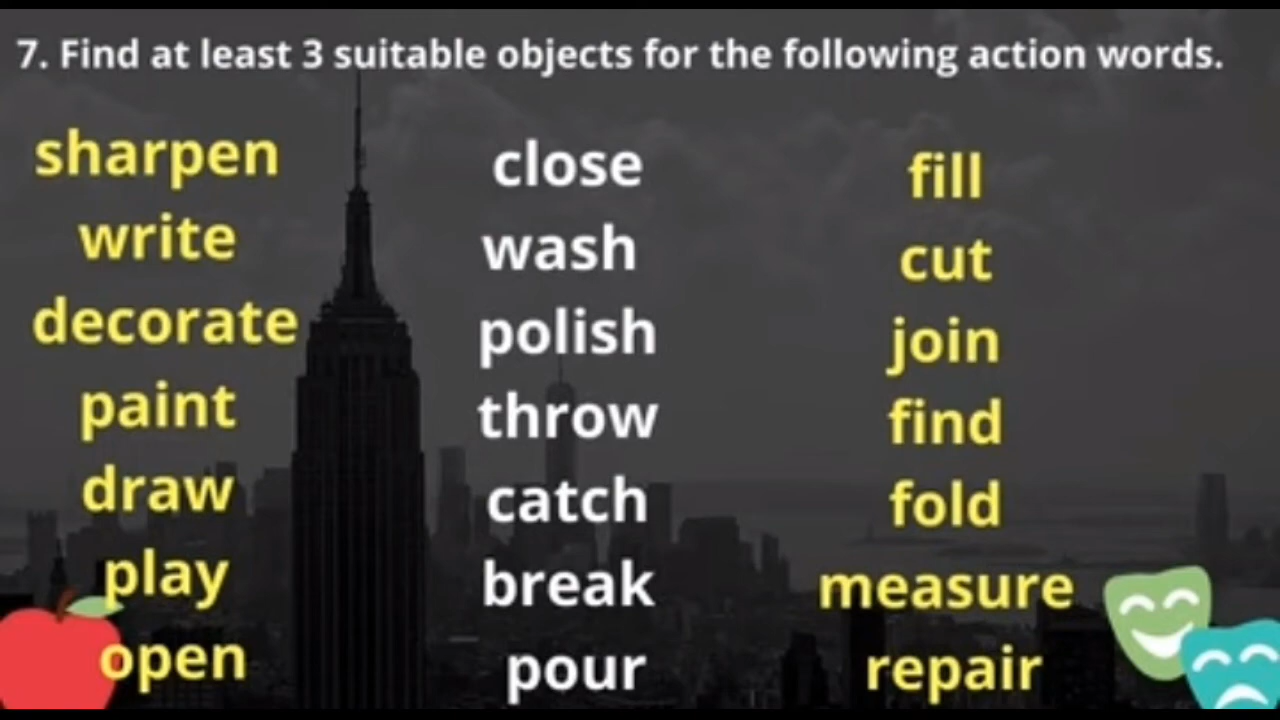 7. Find at least 3 suitable objects for the following action words.
sharpen
write
decorate
paint
draw
play
open
close
wash
polish
throw
catch
break
pour
fill
cut
join
find
fold
measure
repair